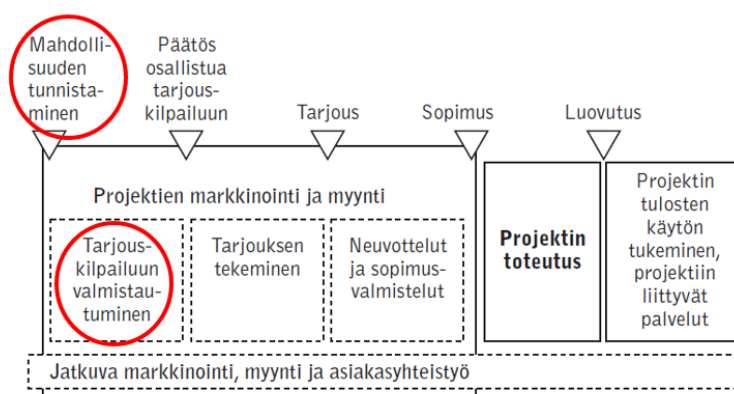 Mahdolli-
suuden
tunnista-
minen
Päätös
osallistua
tarjous-
kilpailuun
Tarjous
Sopimus
Luovutus
Projektien markkinointi ja myynti
Tarjous-
kilpailuun
valmistau-
tuminen
Tarjouksen
tekeminen
Neuvottelut
ja sopimus-
valmistelut
Projektin
toteutus
Projektin
tulosten
käytön
tukeminen,
projektiin
liittyvät
palvelut
Jatkuva markkinointi, myynti ja asiakasyhteistyö